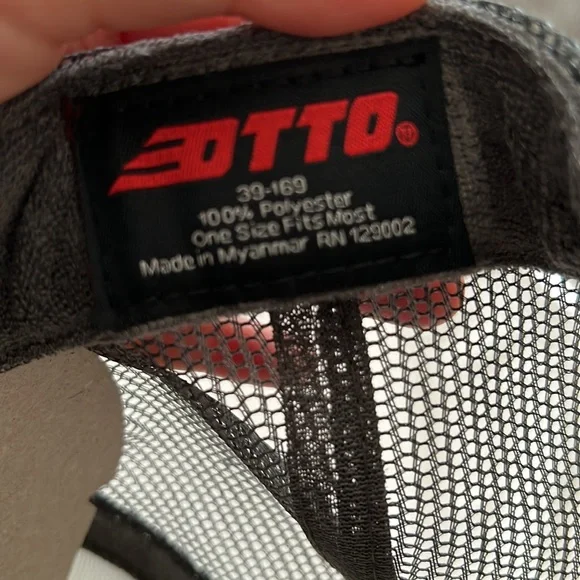 OTTO®
39-169
100% Polyester
One Size Fits Most
Made in Myanmar RN 129002